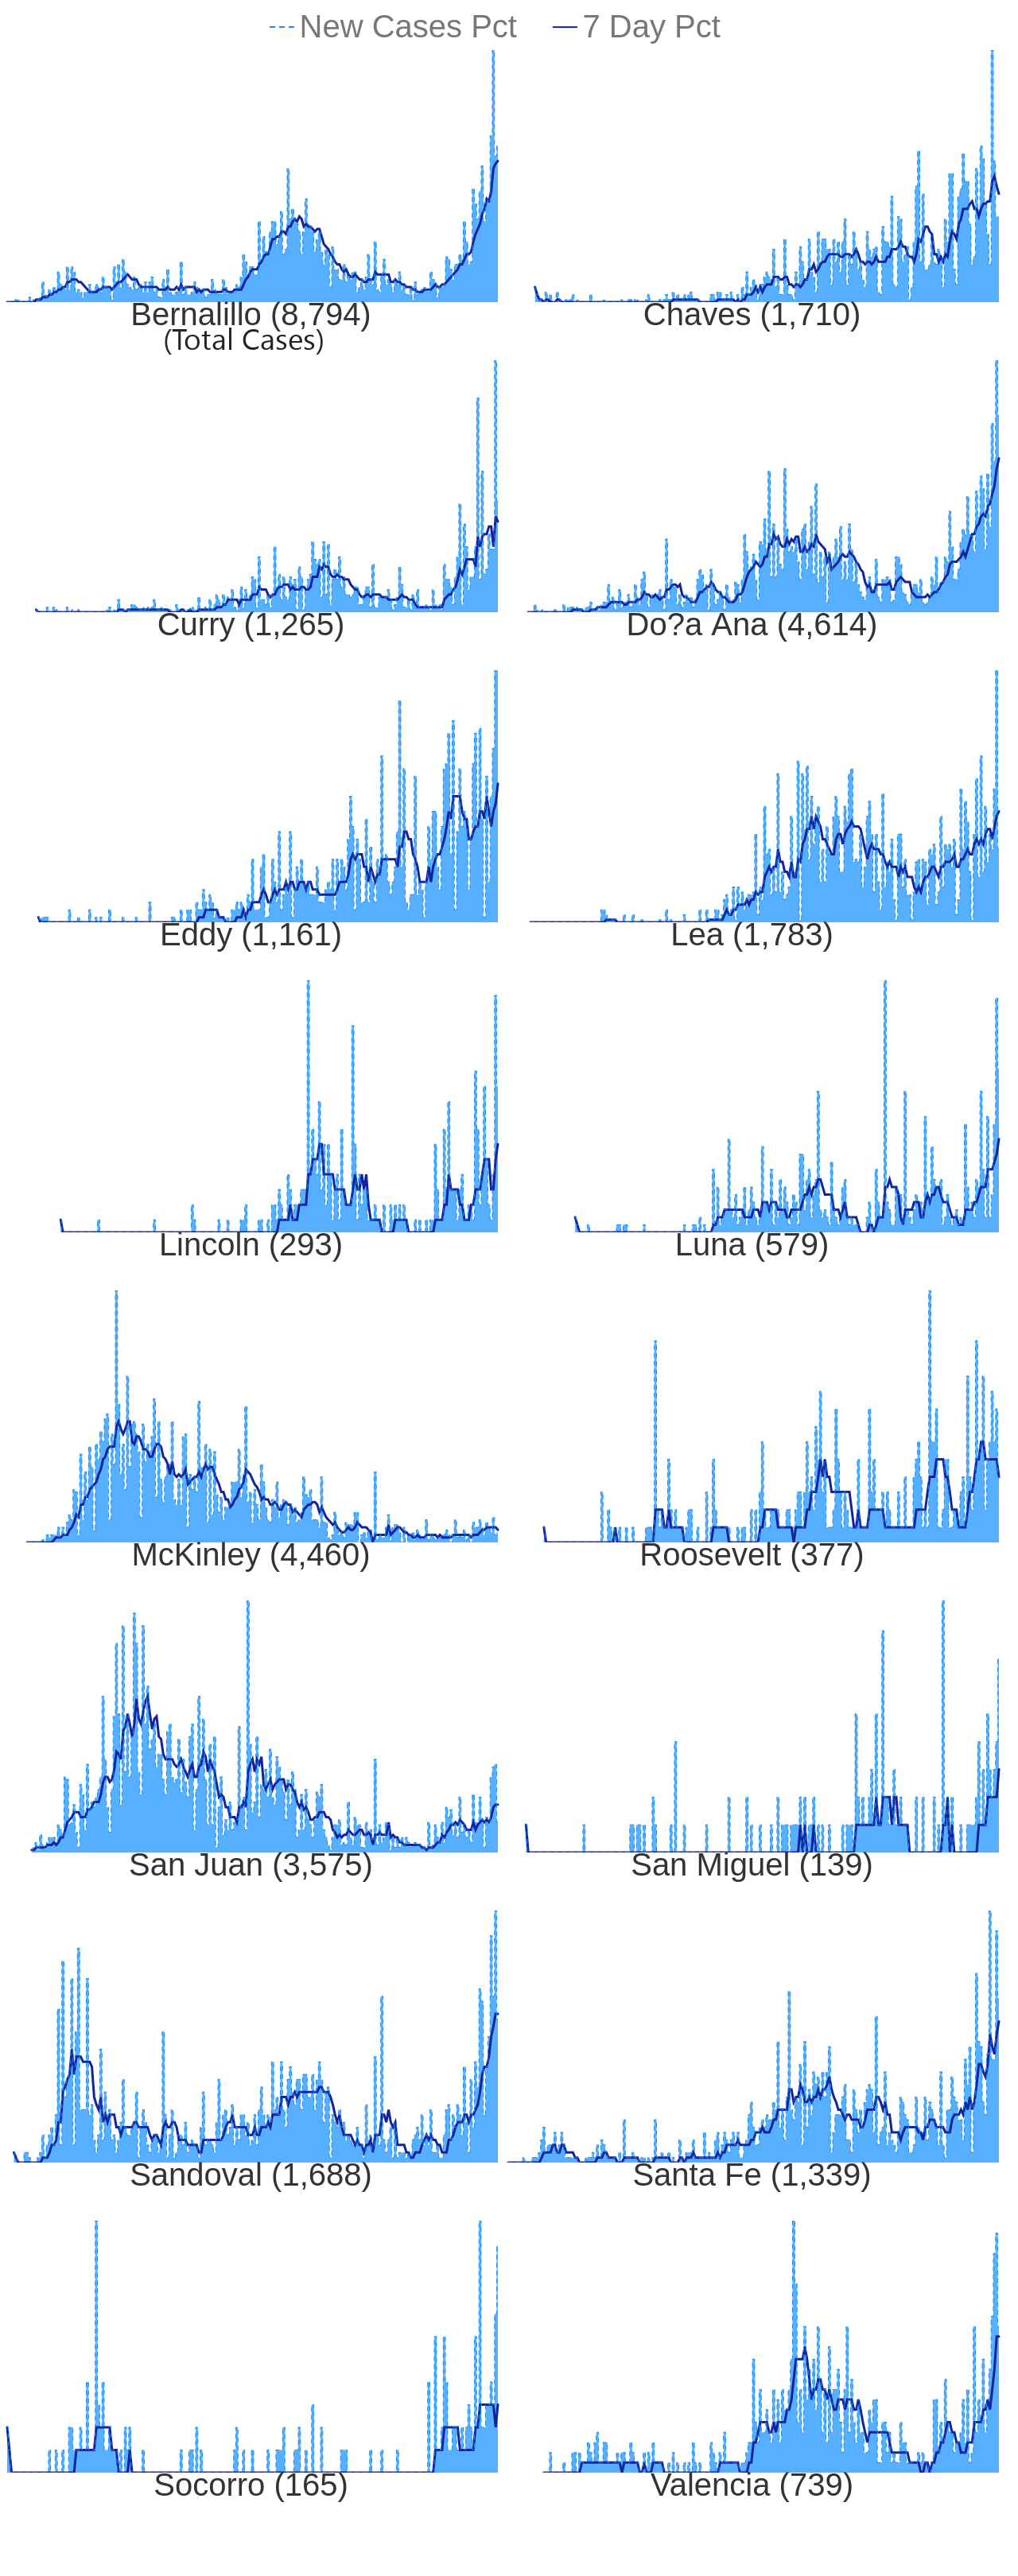 New Cases Pct 7 Day Pct
Bernalillo (8,794) Chaves (1,710)
(Total Cases)
Curry (1,265) Do?a Ana (4,614)
Eddy (1,161) Lea (1,783)
Lincoln (293) Luna (579)
McKinley (4,460) Roosevelt (377)
San Juan (3,575) San Miguel (139)
Sandoval (1,688) Santa Fe (1,339)
Socorro (165) Valencia (739)